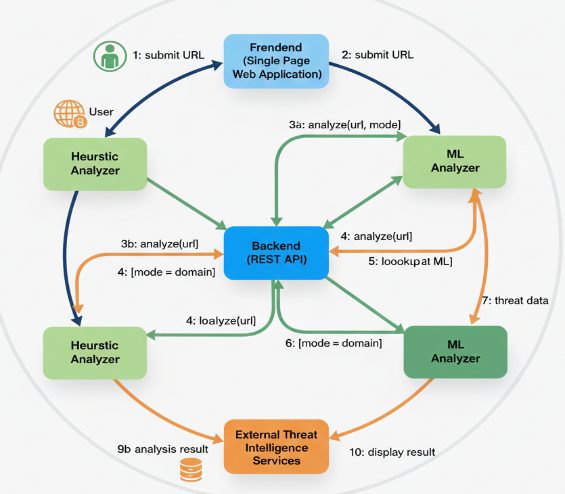 Frendend
(Single Page
Web Application)
1: submit URL
2: submit URL
User
3a: analyze(url, mode]
Heurstic
Analyzer
ML
Analyzer
3b: analyze(url]
4: [mode = domain]
Backend
(REST API)
4: analyze(url]
5: loookµat ML]
7: threat data
4: loalyze(url]
6: [mode = domain]
Heurstic
Analyzer
ML
Analyzer
9b analysis result
External Threat
Intelligence
Services
10: display result